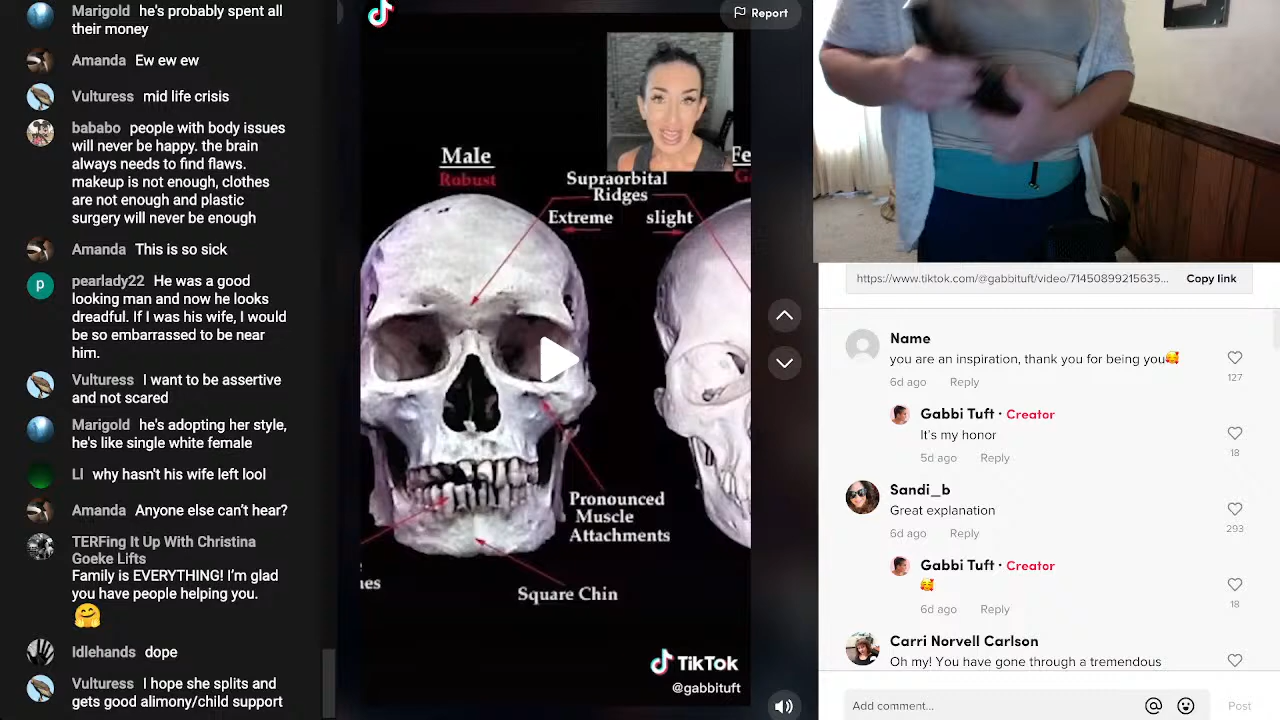 Marigold he's probably spent all
their money
Amanda Ew ew ew
Vulturess mid life crisis
bababo people with body issues
will never be happy. the brain
always needs to find flaws.
makeup is not enough, clothes
are not enough and plastic
surgery will never be enough
Amanda This is so sick
p
pearlady22 He was a good
looking man and now he looks
dreadful. If I was his wife, I would
be so embarrassed to be near
him.
Vulturess I want to be assertive
and not scared
Marigold he's adopting her style,
he's like single white female
LI why hasn't his wife left lool
Amanda Anyone else can't hear?
TERFing It Up With Christina
Goeke Lifts
Family is EVERYTHING! I'm glad
you have people helping you.
🤗
Idlehands dope
Vulturess I hope she splits and
gets good alimony/child support
Report
Male
Robust
Fe
G
Supraorbital
Ridges
Extreme
slight
Pronounced
Muscle
Attachments
nes
Square Chin
TikTok
@gabbituft
https://www.tiktok.com/@gabbituft/video/71450899215635...
Copy link
Name
you are an inspiration, thank you for being you🥰
127
6d ago Reply
Gabbi Tuft · Creator
It's my honor
18
5d ago Reply
Sandi_b
Great explanation
293
6d ago Reply
Gabbi Tuft · Creator
🥰
18
6d ago Reply
Carri Norvell Carlson
Oh my! You have gone through a tremendous
Add comment...
@
Post